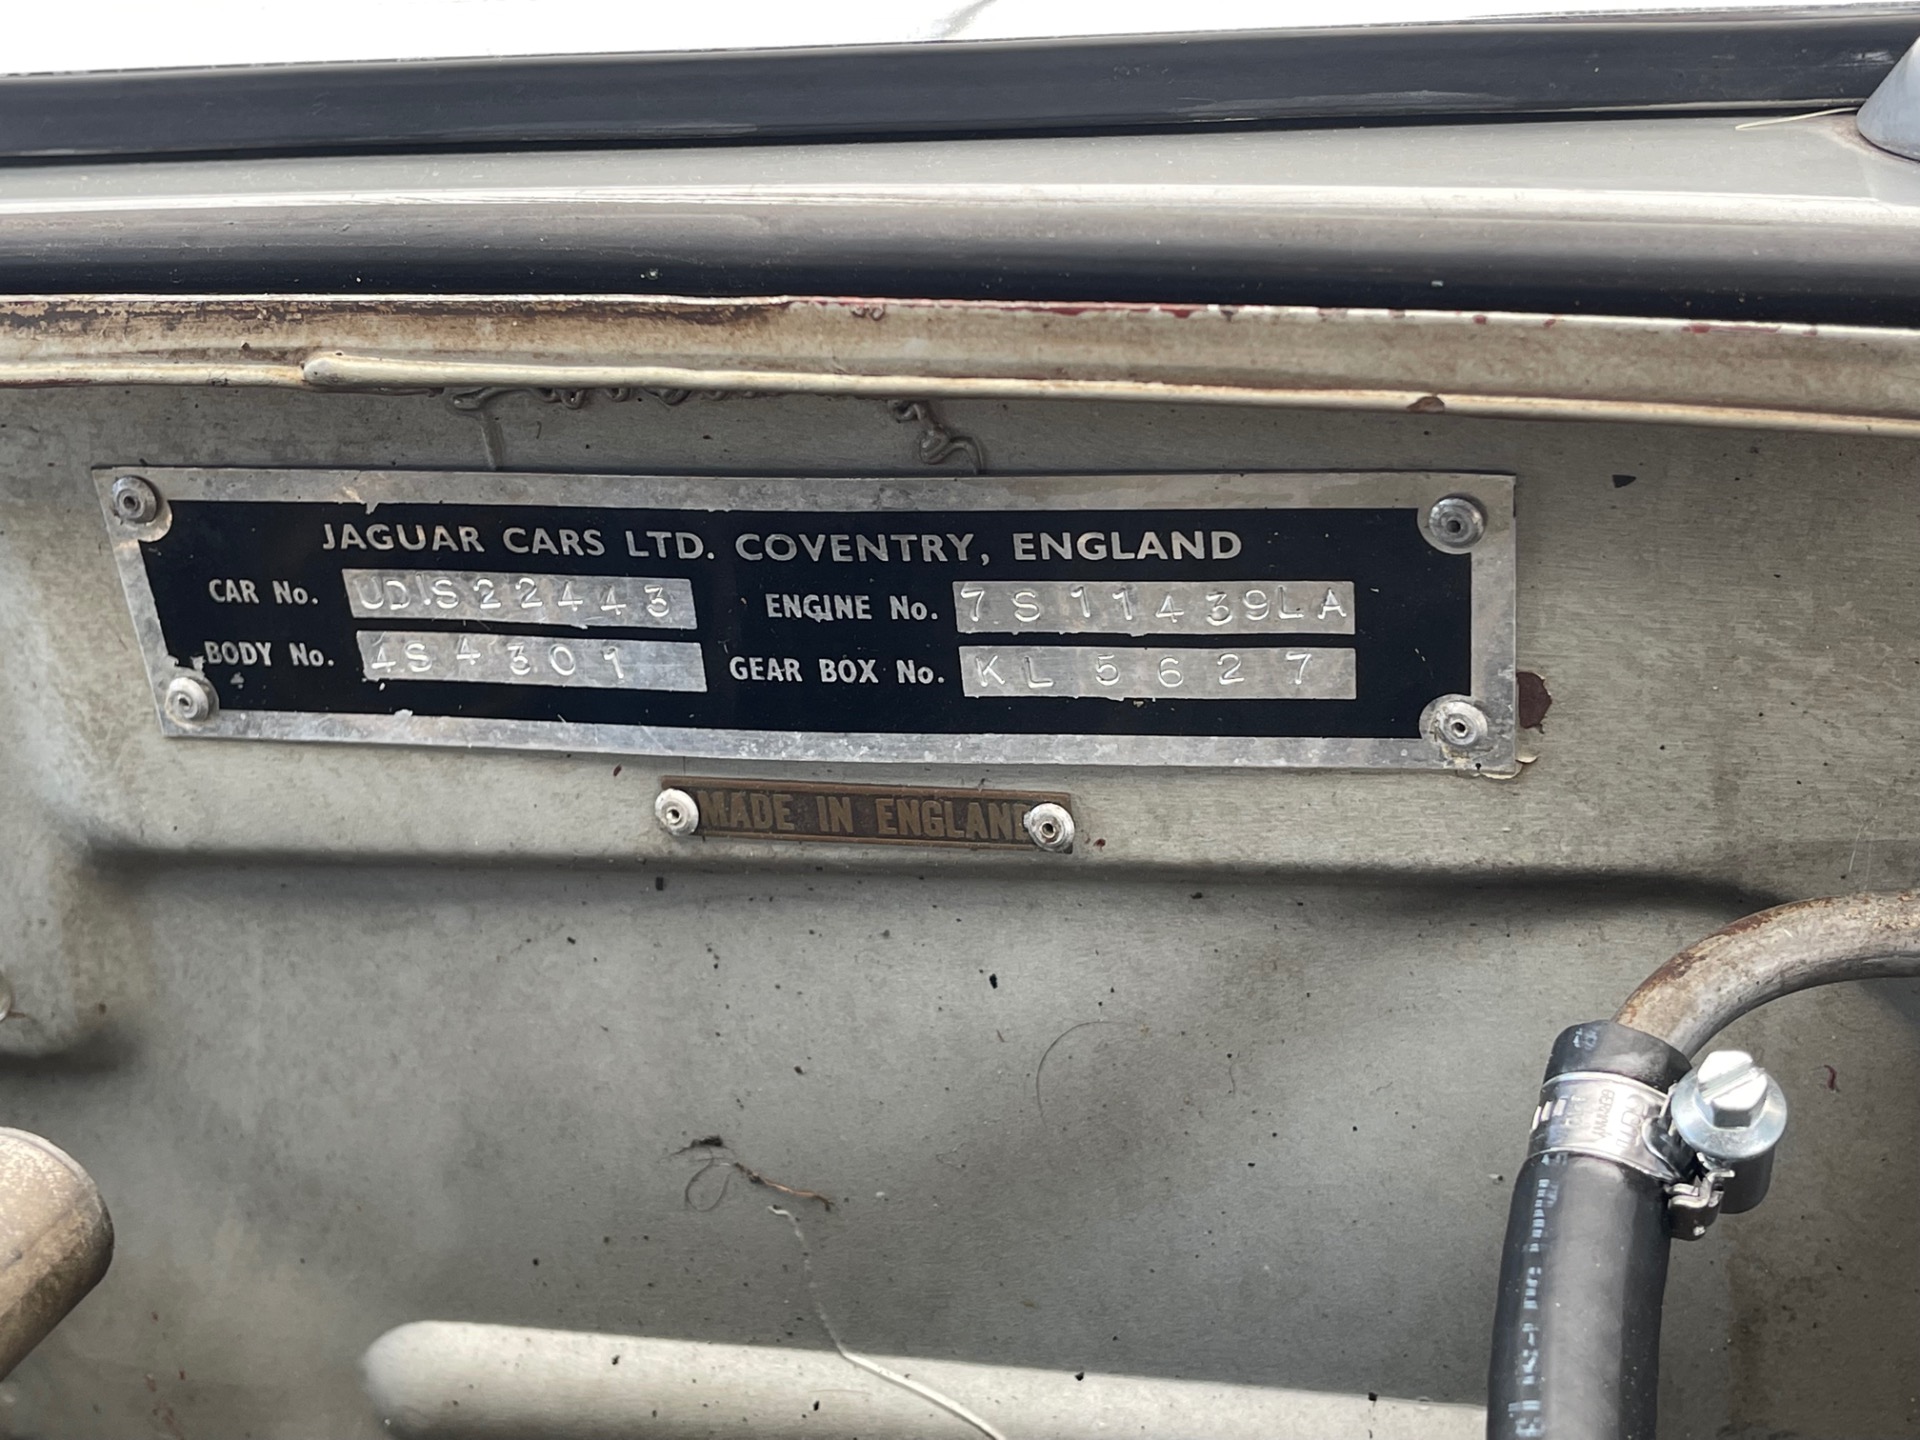 JAGUAR CARS LTD. COVENTRY, ENGLAND
CAR No. UD1S22443 ENGINE No. 7S11439LA
BODY No. 4S4301 GEAR BOX No. KL5627
MADE IN ENGLAND